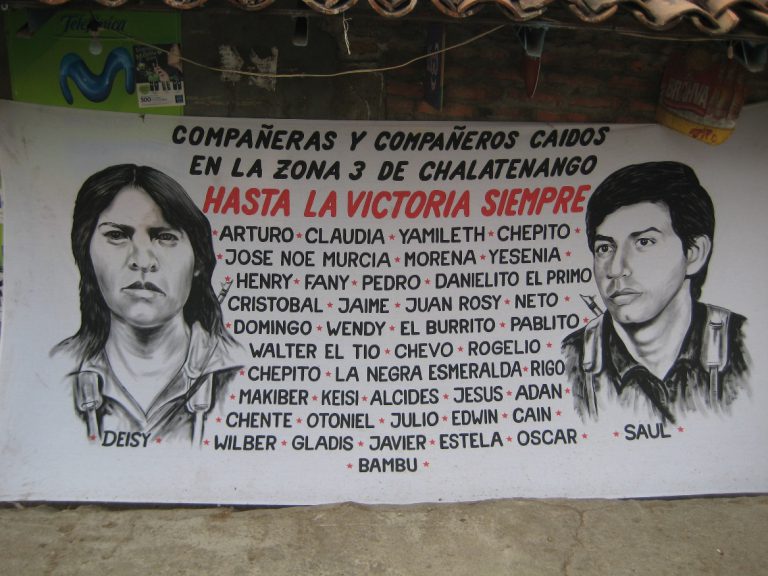 Telefónica
COMPAÑERAS Y COMPAÑEROS CAIDOS
EN LA ZONA 3 DE CHALATENANGO
HASTA LA VICTORIA SIEMPRE
* ARTURO * CLAUDIA * YAMILETH * CHEPITO *
JOSE NOE MURCIA * MORENA * YESENIA *
* HENRY * FANY * PEDRO * DANIELITO EL PRIMO
CRISTOBAL * JAIME * JUAN ROSY * NETO *
DOMINGO * WENDY * EL BURRITO * PABLITO *
WALTER EL TIO * CHEVO * ROGELIO *
CHEPITO * LA NEGRA ESMERALDA * RIGO
* MAKIBER * KEISI * ALCIDES * JESUS * ADAN *
CHENTE * OTONIEL * JULIO * EDWIN * CAIN *
* WILBER * GLADIS * JAVIER * ESTELA * OSCAR *
* BAMBU *
* DEISY *
* SAUL *